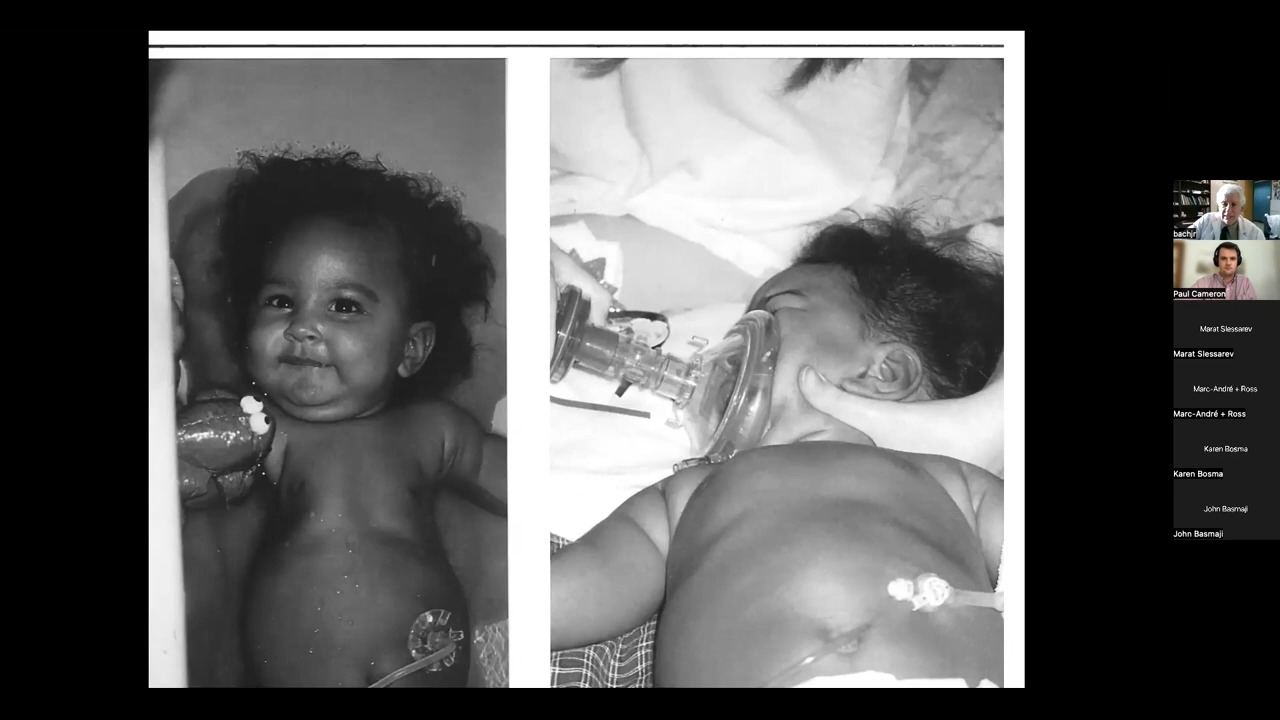 bachjr
Paul Cameron
Marat Slessarev
Marat Slessarev
Marc-André + Ross
Marc-André + Ross
Karen Bosma
Karen Bosma
John Basmaji
John Basmaji